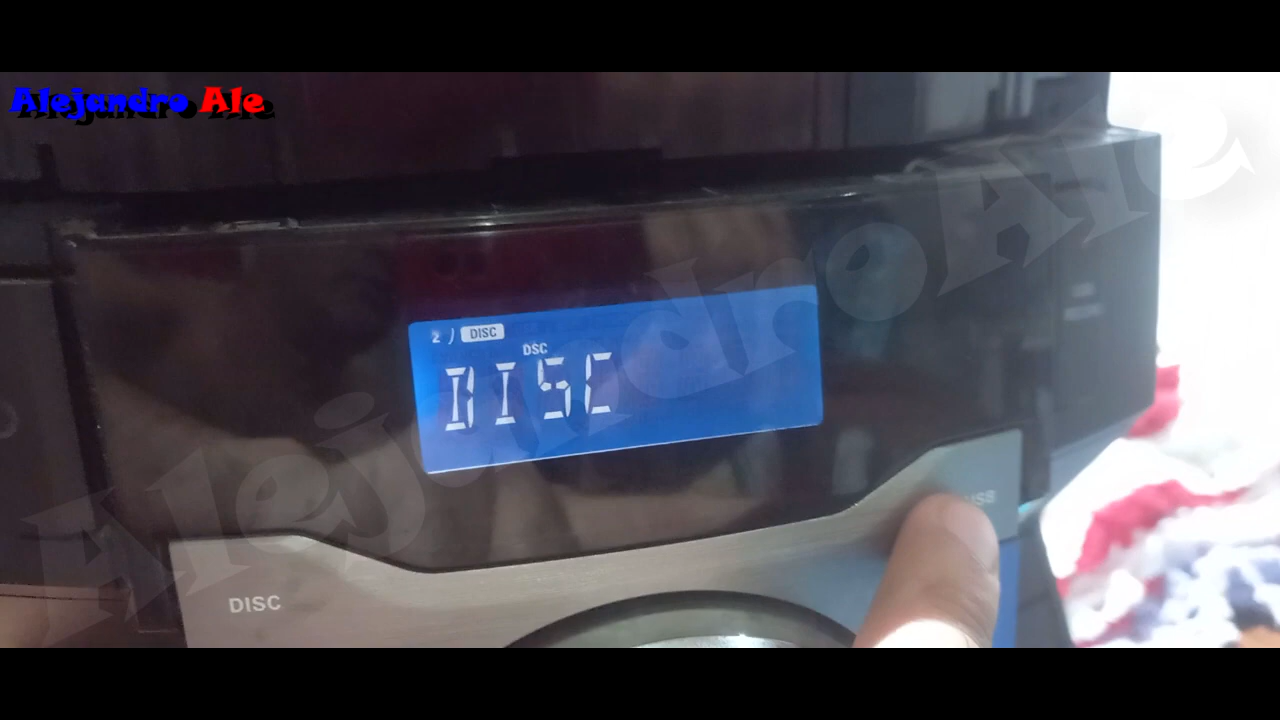 Alejandro Ale
AlejandroAle
2 ) DISC
DSC
DISC
USB
DISC